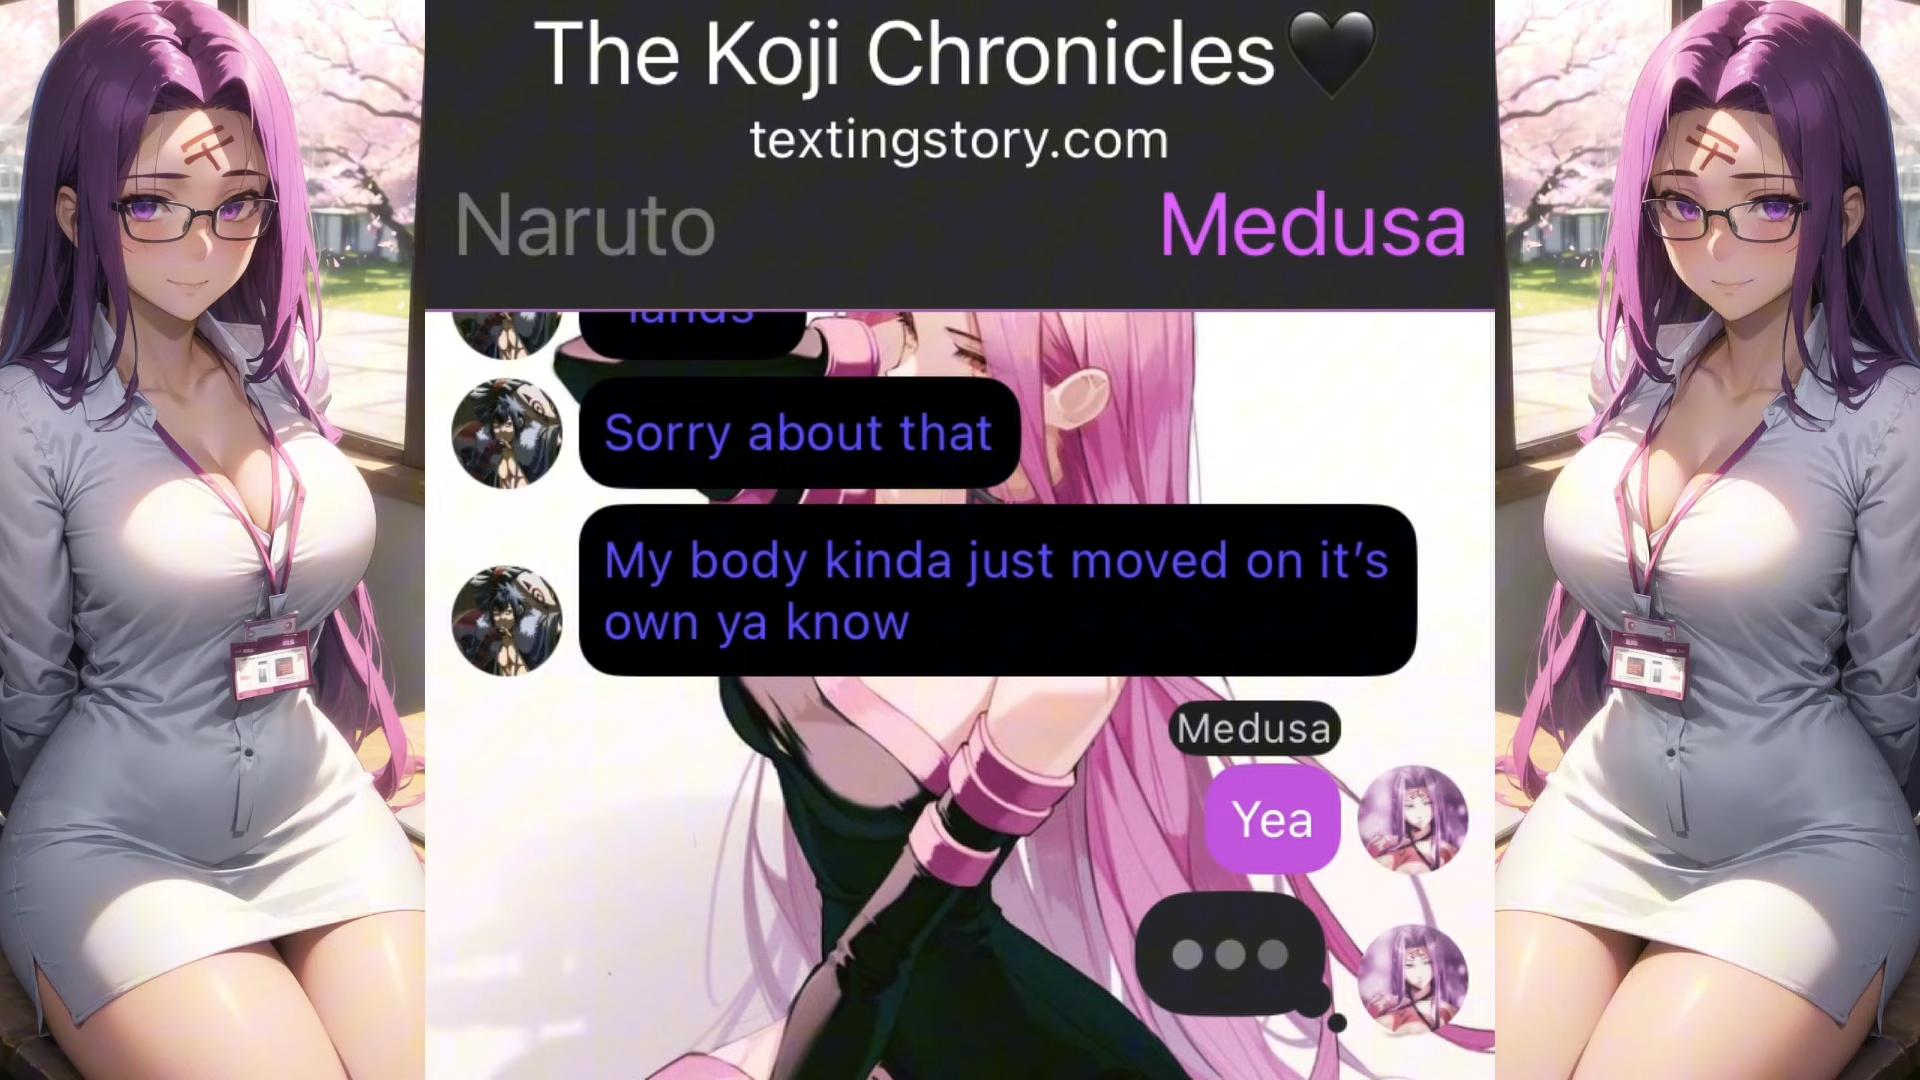 The Koji Chronicles🖤
textingstory.com
Naruto
Medusa
lands
Sorry about that
My body kinda just moved on it’s
own ya know
Medusa
Yea